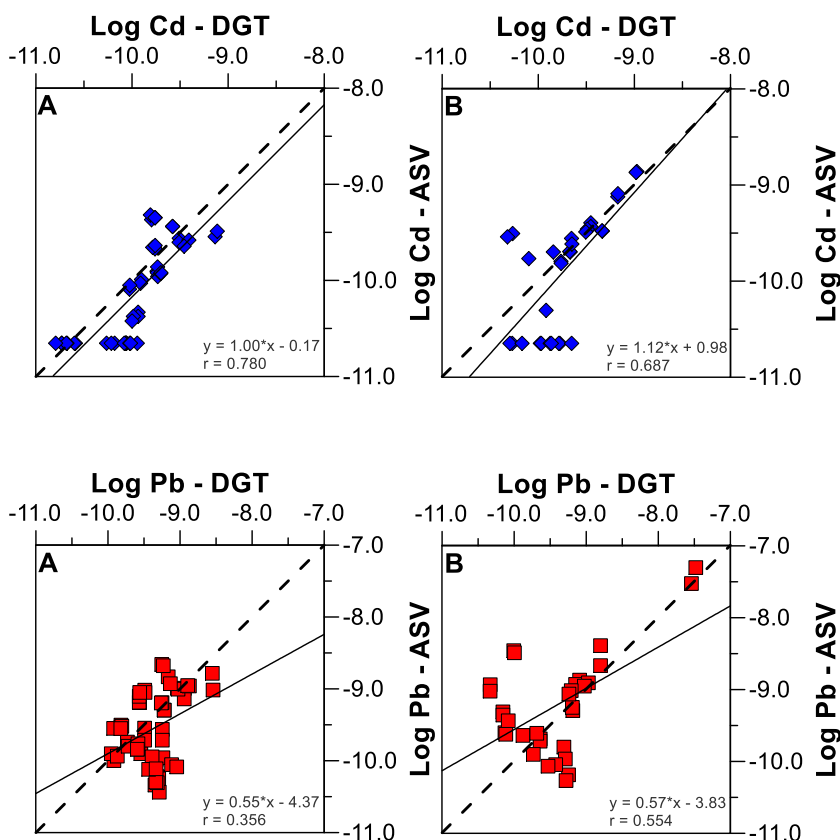 Log Cd - DGT
-11.0 -10.0 -9.0 -8.0
A
-8.0
-9.0
-10.0
-11.0
Log Cd - ASV
y = 1.00*x - 0.17
r = 0.780
Log Cd - DGT
-11.0 -10.0 -9.0 -8.0
B
-8.0
-9.0
-10.0
-11.0
Log Cd - ASV
y = 1.12*x + 0.98
r = 0.687
Log Pb - DGT
-11.0 -10.0 -9.0 -8.0 -7.0
A
-7.0
-8.0
-9.0
-10.0
-11.0
Log Pb - ASV
y = 0.55*x - 4.37
r = 0.356
Log Pb - DGT
-11.0 -10.0 -9.0 -8.0 -7.0
B
-7.0
-8.0
-9.0
-10.0
-11.0
Log Pb - ASV
y = 0.57*x - 3.83
r = 0.554